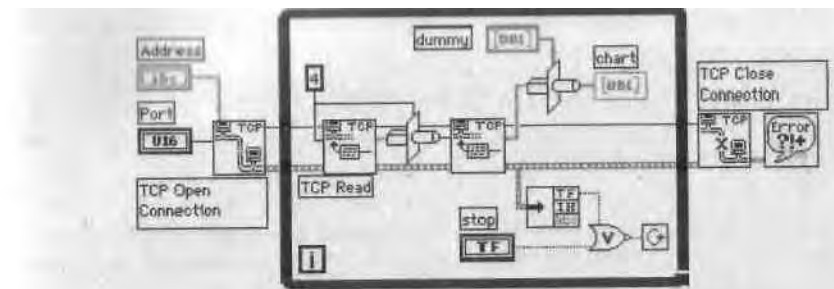 Address
abc
Port
U16
TCP
TCP Open
Connection
4
TCP
TCP Read
i
dummy
[DBL]
chart
[DBL]
TCP
stop
TF
TF
V
TCP Close
Connection
TCP
Error
?!+